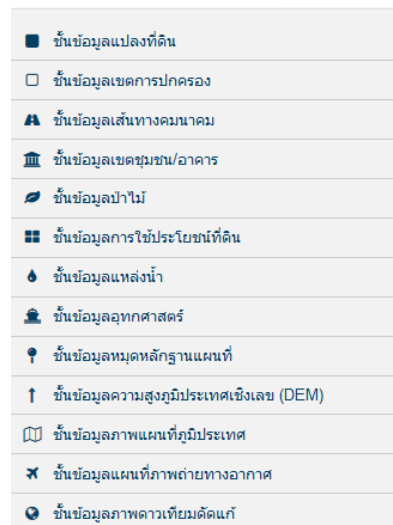 ชั้นข้อมูลแปลงที่ดิน
ชั้นข้อมูลเขตการปกครอง
ชั้นข้อมูลเส้นทางคมนาคม
ชั้นข้อมูลเขตชุมชน/อาคาร
ชั้นข้อมูลป่าไม้
ชั้นข้อมูลการใช้ประโยชน์ที่ดิน
ชั้นข้อมูลแหล่งน้ำ
ชั้นข้อมูลอุทกศาสตร์
ชั้นข้อมูลหมุดหลักฐานแผนที่
ชั้นข้อมูลความสูงภูมิประเทศเชิงเลข (DEM)
ชั้นข้อมูลภาพแผนที่ภูมิประเทศ
ชั้นข้อมูลแผนที่ภาพถ่ายทางอากาศ
ชั้นข้อมูลภาพดาวเทียมดัดแก้